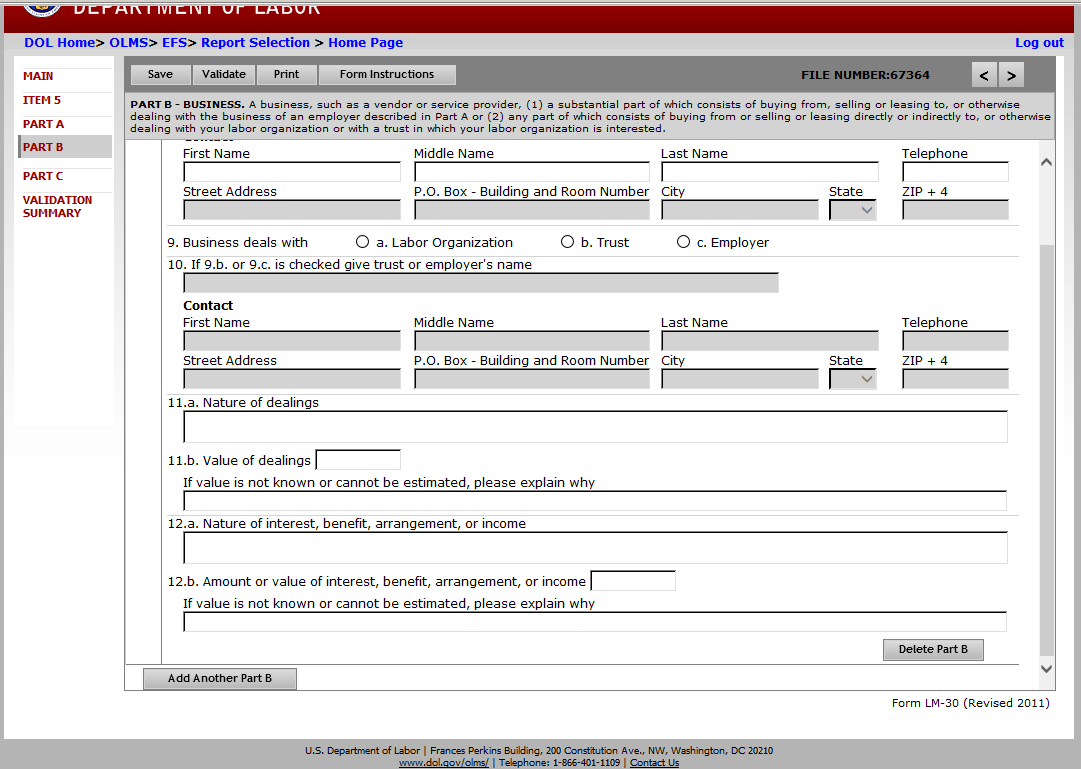 DEPARTMENT OF LABOR
DOL Home> OLMS> EFS> Report Selection > Home Page Log out
MAIN
ITEM 5
PART A
PART B
PART C
VALIDATION
SUMMARY
Save Validate Print Form Instructions FILE NUMBER:67364 < >
PART B - BUSINESS. A business, such as a vendor or service provider, (1) a substantial part of which consists of buying from, selling or leasing to, or otherwise
dealing with the business of an employer described in Part A or (2) any part of which consists of buying from or selling or leasing directly or indirectly to, or otherwise
dealing with your labor organization or with a trust in which your labor organization is interested.
Contact
First Name Middle Name Last Name Telephone
Street Address P.O. Box - Building and Room Number City State ZIP + 4
9. Business deals with a. Labor Organization b. Trust c. Employer
10. If 9.b. or 9.c. is checked give trust or employer's name
Contact
First Name Middle Name Last Name Telephone
Street Address P.O. Box - Building and Room Number City State ZIP + 4
11.a. Nature of dealings
11.b. Value of dealings
If value is not known or cannot be estimated, please explain why
12.a. Nature of interest, benefit, arrangement, or income
12.b. Amount or value of interest, benefit, arrangement, or income
If value is not known or cannot be estimated, please explain why
Delete Part B
Add Another Part B
Form LM-30 (Revised 2011)
U.S. Department of Labor | Frances Perkins Building, 200 Constitution Ave., NW, Washington, DC 20210
www.dol.gov/olms/ | Telephone: 1-866-401-1109 | Contact Us